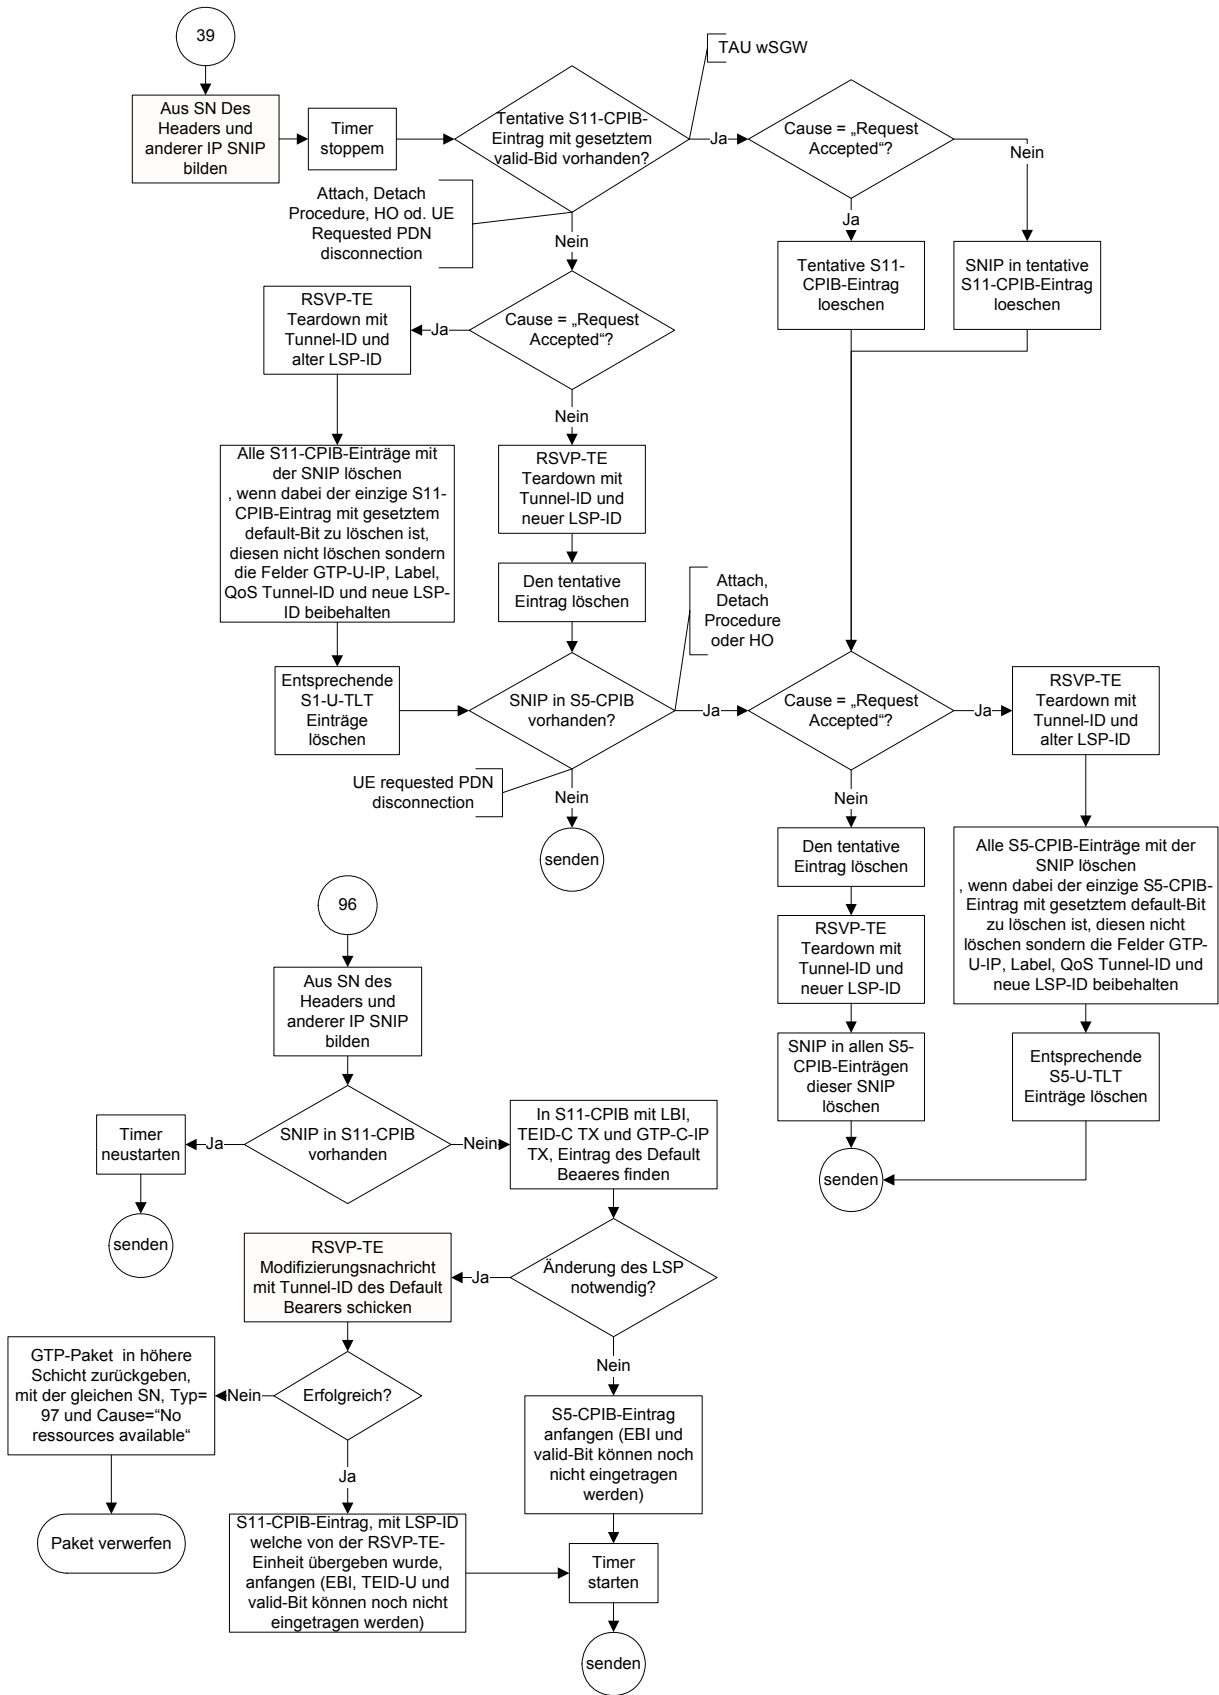 39
TAU wSGW
Aus SN Des
Headers und
anderer IP SNIP
bilden
Timer
stoppem
Tentative S11-CPIB-
Eintrag mit gesetztem
valid-Bid vorhanden?
Ja
Cause = „Request
Accepted“?
Nein
Attach, Detach
Procedure, HO od. UE
Requested PDN
disconnection
Nein
Ja
Tentative S11-
CPIB-Eintrag
loeschen
SNIP in tentative
S11-CPIB-Eintrag
loeschen
RSVP-TE
Teardown mit
Tunnel-ID und
alter LSP-ID
Ja
Cause = „Request
Accepted“?
Nein
Alle S11-CPIB-Einträge mit
der SNIP löschen
, wenn dabei der einzige S11-
CPIB-Eintrag mit gesetztem
default-Bit zu löschen ist,
diesen nicht löschen sondern
die Felder GTP-U-IP, Label,
QoS Tunnel-ID und neue LSP-
ID beibehalten
RSVP-TE
Teardown mit
Tunnel-ID und
neuer LSP-ID
Den tentative
Eintrag löschen
Attach,
Detach
Procedure
oder HO
Entsprechende
S1-U-TLT
Einträge
löschen
SNIP in S5-CPIB
vorhanden?
Ja
Cause = „Request
Accepted“?
Ja
RSVP-TE
Teardown mit
Tunnel-ID und
alter LSP-ID
UE requested PDN
disconnection
Nein
senden
Nein
Den tentative
Eintrag löschen
RSVP-TE
Teardown mit
Tunnel-ID und
neuer LSP-ID
SNIP in allen S5-
CPIB-Einträgen
dieser SNIP
löschen
senden
Alle S5-CPIB-Einträge mit der
SNIP löschen
, wenn dabei der einzige S5-CPIB-
Eintrag mit gesetztem default-Bit
zu löschen ist, diesen nicht
löschen sondern die Felder GTP-
U-IP, Label, QoS Tunnel-ID und
neue LSP-ID beibehalten
Entsprechende
S5-U-TLT
Einträge löschen
96
Aus SN des
Headers und
anderer IP SNIP
bilden
Timer
neustarten
Ja
SNIP in S11-CPIB
vorhanden
Nein
In S11-CPIB mit LBI,
TEID-C TX und GTP-C-IP
TX, Eintrag des Default
Beaeres finden
senden
RSVP-TE
Modifizierungsnachricht
mit Tunnel-ID des Default
Bearers schicken
Ja
Änderung des LSP
notwendig?
Nein
GTP-Paket in höhere
Schicht zurückgeben,
mit der gleichen SN, Typ=
97 und Cause=“No
ressources available“
Nein
Erfolgreich?
Ja
S5-CPIB-Eintrag
anfangen (EBI und
valid-Bit können noch
nicht eingetragen
werden)
Paket verwerfen
S11-CPIB-Eintrag, mit LSP-ID
welche von der RSVP-TE-
Einheit übergeben wurde,
anfangen (EBI, TEID-U und
valid-Bit können noch nicht
eingetragen werden)
Timer
starten
senden